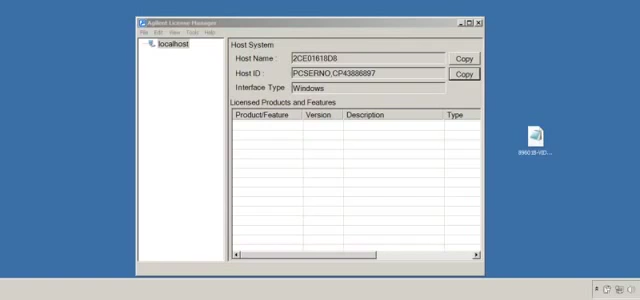 Agilent License Manager
File Edit View Tools Help
localhost
Host System
Host Name : 2CE01618D8 Copy
Host ID : PCSERNO,CP43886897 Copy
Interface Type Windows
Licensed Products and Features
Product/Feature Version Description Type